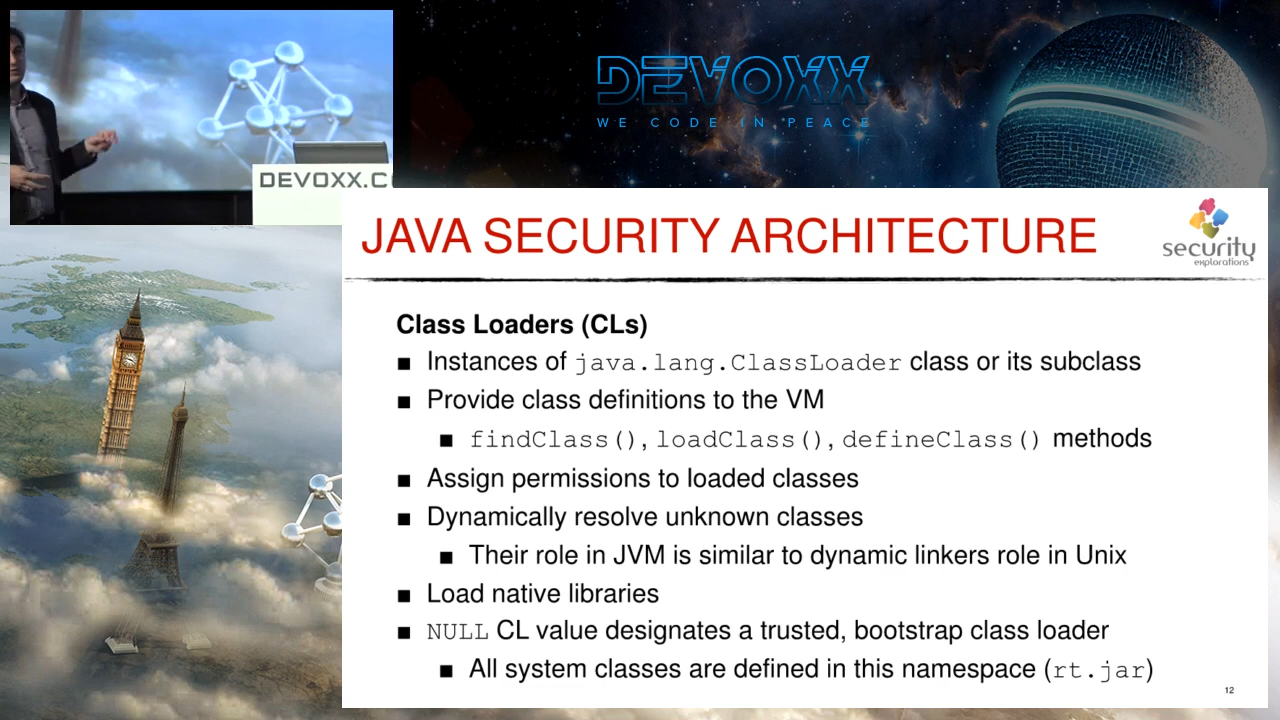 DEVOXX
WE CODE IN PEACE
DEVOXX.C
JAVA SECURITY ARCHITECTURE
security
explorations
Class Loaders (CLs)
■ Instances of java.lang.ClassLoader class or its subclass
■ Provide class definitions to the VM
■ findClass(), loadClass(), defineClass() methods
■ Assign permissions to loaded classes
■ Dynamically resolve unknown classes
■ Their role in JVM is similar to dynamic linkers role in Unix
■ Load native libraries
■ NULL CL value designates a trusted, bootstrap class loader
■ All system classes are defined in this namespace (rt.jar)
12